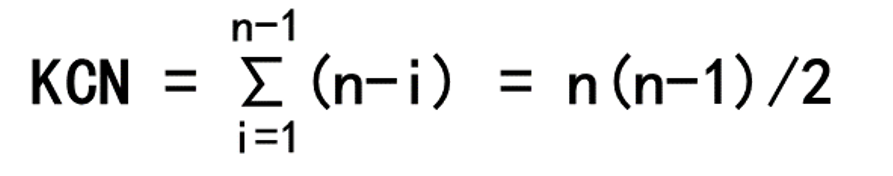 n-1
KCN = ∑(n-i) = n(n-1)/2
i=1